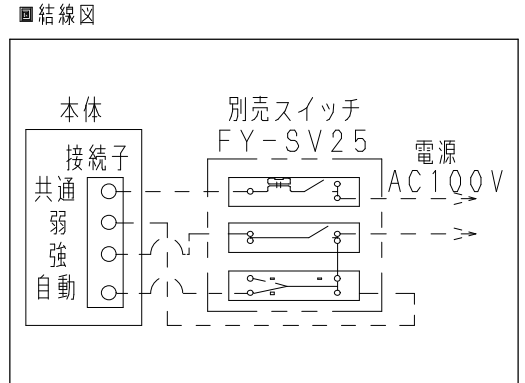 結線図
本体
接続子
共通
弱
強
自動
別売スイッチ
FY-SV25
電源
AC100V